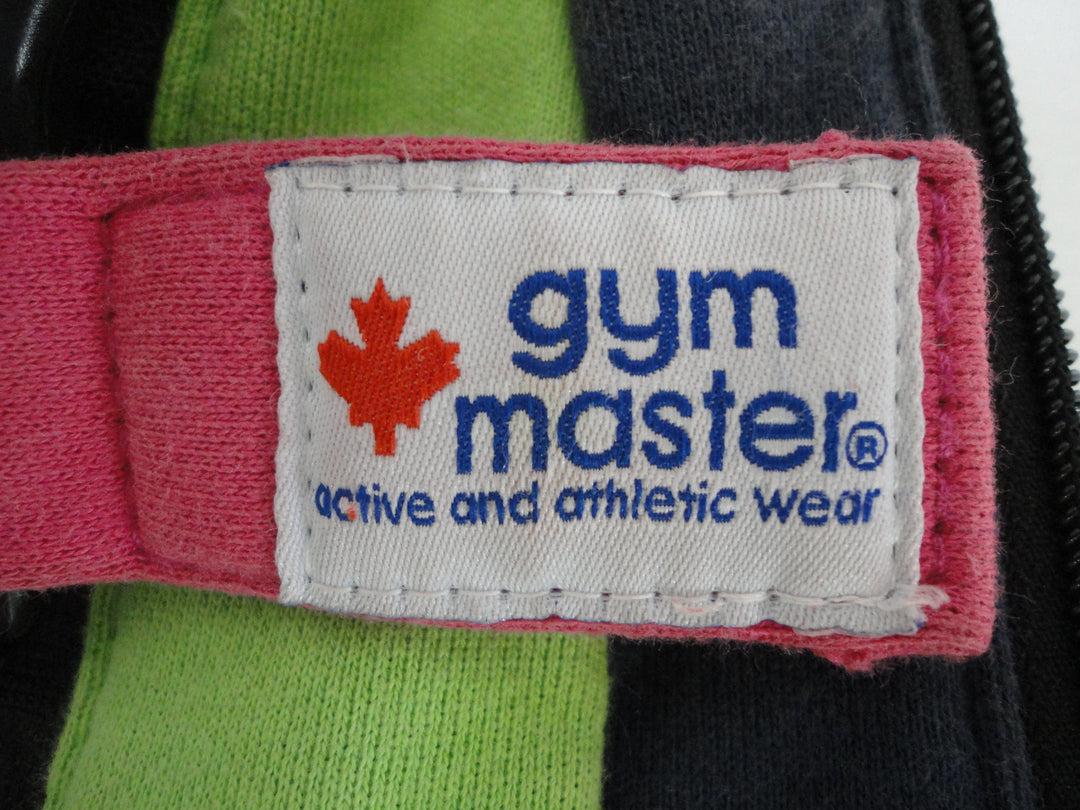 gym
master®
active and athletic wear